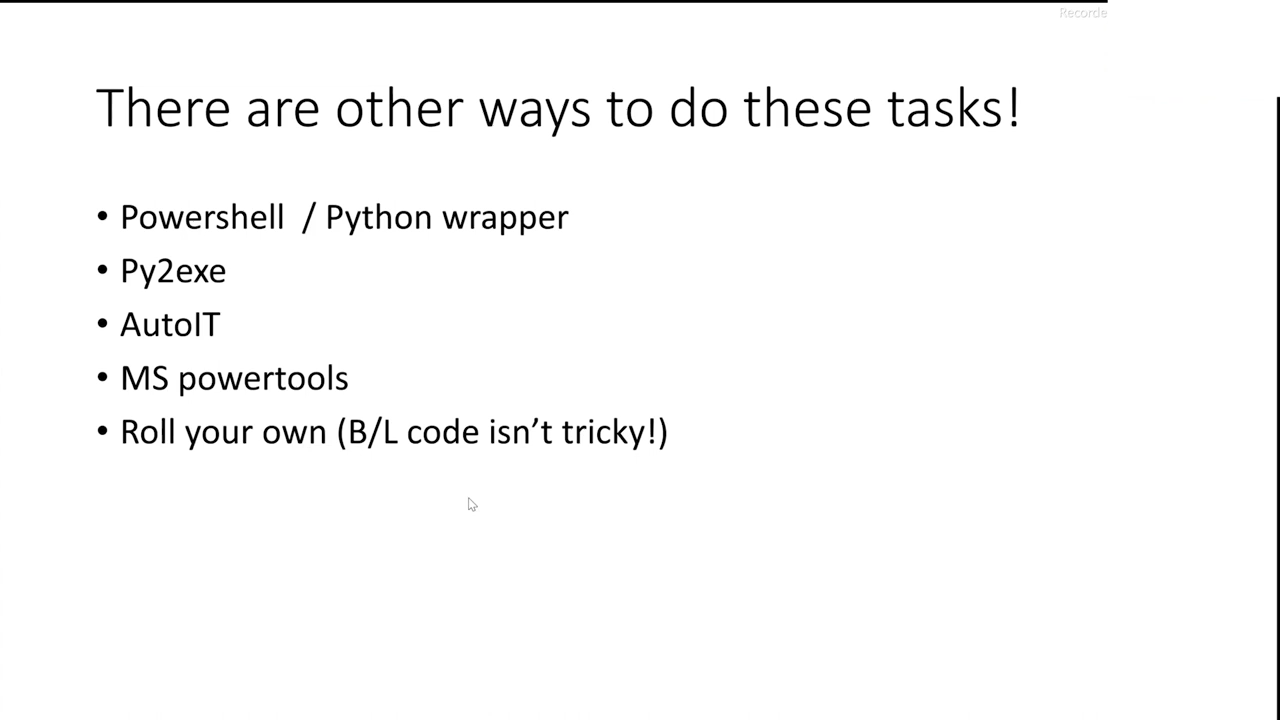 Recorde
There are other ways to do these tasks!
• Powershell / Python wrapper
• Py2exe
• AutoIT
• MS powertools
• Roll your own (B/L code isn’t tricky!)